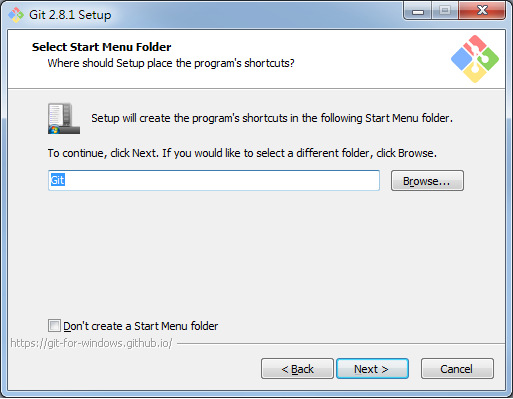 Git 2.8.1 Setup
Select Start Menu Folder
Where should Setup place the program's shortcuts?
Setup will create the program's shortcuts in the following Start Menu folder.
To continue, click Next. If you would like to select a different folder, click Browse.
Git
Browse...
Don't create a Start Menu folder
https://git-for-windows.github.io/
< Back
Next >
Cancel